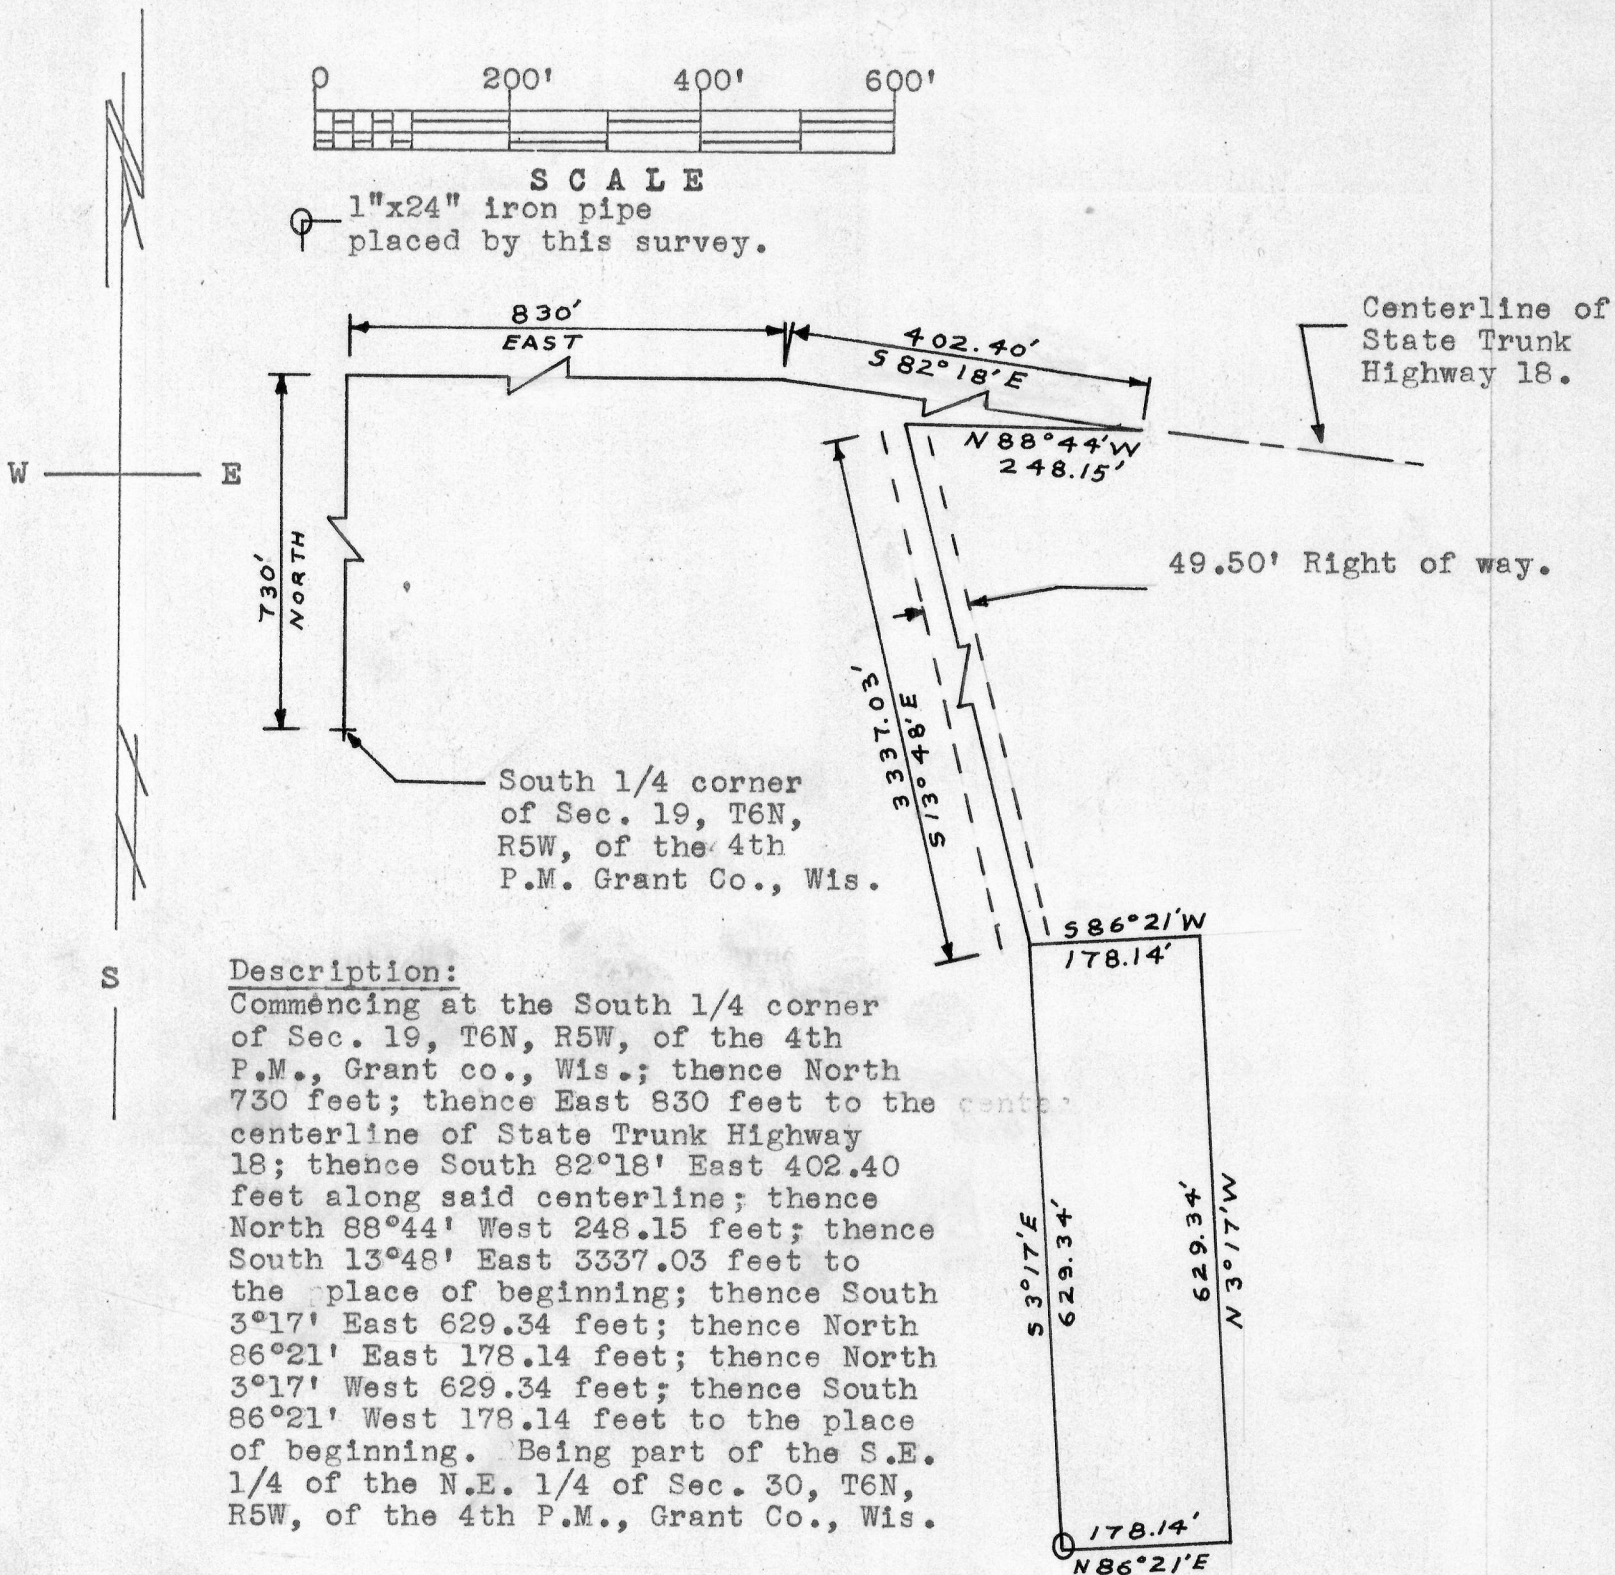 0 200' 400' 600'
SCALE
1"x24" iron pipe
placed by this survey.
830'
EAST
402.40'
S 82°18'E
Centerline of
State Trunk
Highway 18.
N 88°44'W
248.15'
W E
730'
NORTH
49.50' Right of way.
3337.03'
S 13°48'E
South 1/4 corner
of Sec. 19, T6N,
R5W, of the 4th
P.M. Grant Co., Wis.
S 86°21'W
178.14'
S
Description:
Commencing at the South 1/4 corner
of Sec. 19, T6N, R5W, of the 4th
P.M., Grant co., Wis.; thence North
730 feet; thence East 830 feet to the center
centerline of State Trunk Highway
18; thence South 82°18' East 402.40
feet along said centerline; thence
North 88°44' West 248.15 feet; thence
South 13°48' East 3337.03 feet to
the place of beginning; thence South
3°17' East 629.34 feet; thence North
86°21' East 178.14 feet; thence North
3°17' West 629.34 feet; thence South
86°21' West 178.14 feet to the place
of beginning. Being part of the S.E.
1/4 of the N.E. 1/4 of Sec. 30, T6N,
R5W, of the 4th P.M., Grant Co., Wis.
S 3°17'E
629.34'
629.34'
N 3°17'W
178.14'
N 86°21'E